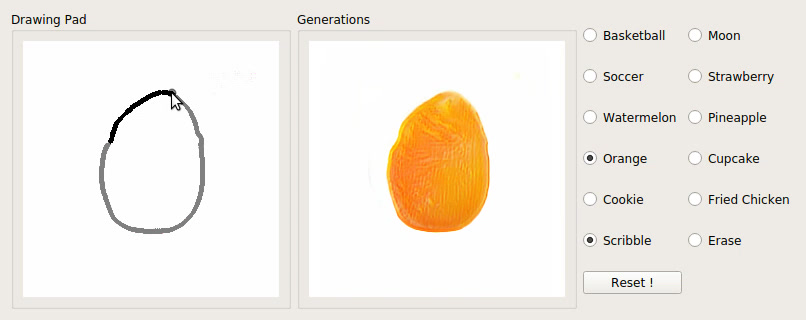 Drawing Pad
Generations
Basketball
Moon
Soccer
Strawberry
Watermelon
Pineapple
Orange
Cupcake
Cookie
Fried Chicken
Scribble
Erase
Reset !